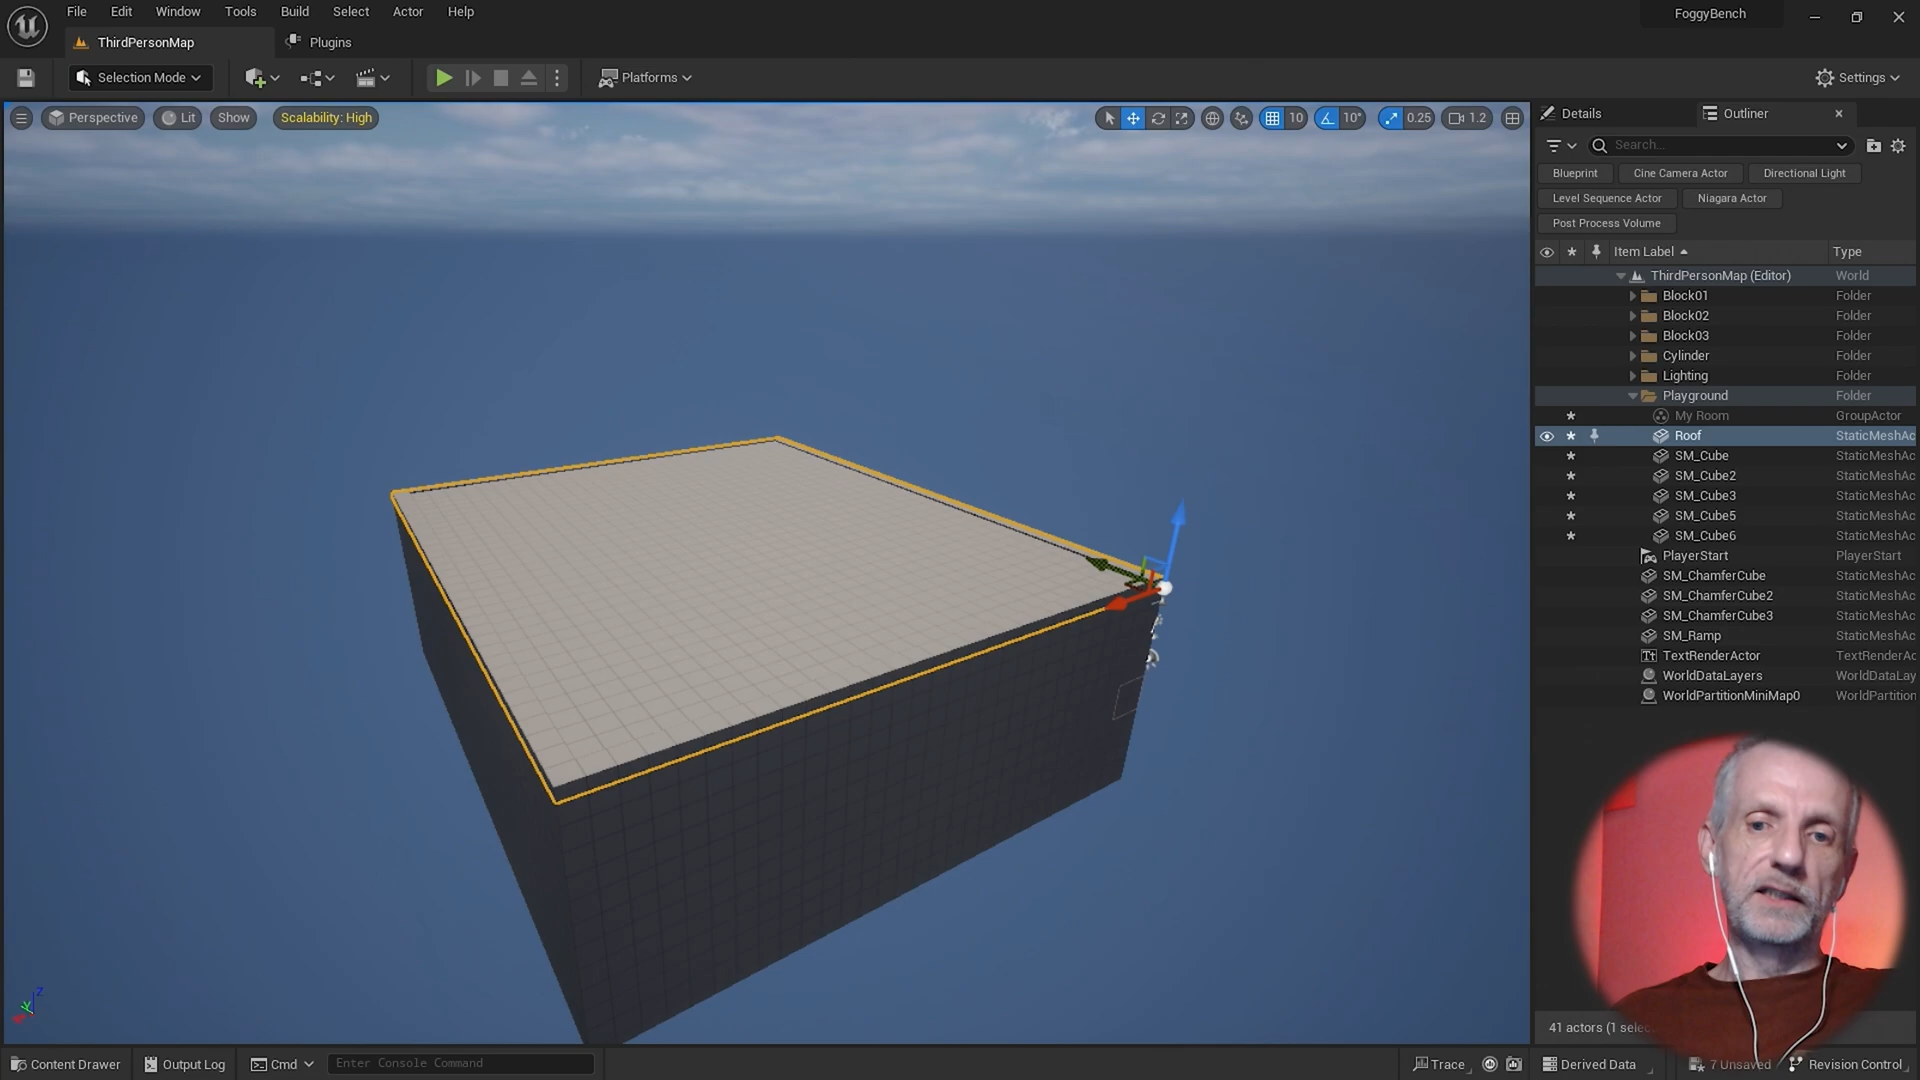 File Edit Window Tools Build Select Actor Help
FoggyBench
ThirdPersonMap
Plugins
Selection Mode
Platforms
Settings
Perspective
Lit
Show
Scalability: High
10
10°
0.25
1.2
Details
Outliner
Search...
Blueprint
Cine Camera Actor
Directional Light
Level Sequence Actor
Niagara Actor
Post Process Volume
Item Label
Type
ThirdPersonMap (Editor) World
Block01 Folder
Block02 Folder
Block03 Folder
Cylinder Folder
Lighting Folder
Playground Folder
My Room GroupActor
Roof StaticMeshAc
SM_Cube StaticMeshAc
SM_Cube2 StaticMeshAc
SM_Cube3 StaticMeshAc
SM_Cube5 StaticMeshAc
SM_Cube6 StaticMeshAc
PlayerStart PlayerStart
SM_ChamferCube StaticMeshAc
SM_ChamferCube2 StaticMeshAc
SM_ChamferCube3 StaticMeshAc
SM_Ramp StaticMeshAc
TextRenderActor TextRenderAc
WorldDataLayers WorldDataLay
WorldPartitionMiniMap0 WorldPartition
Z
Y
41 actors (1 selec
Content Drawer
Output Log
Cmd
Enter Console Command
Trace
Derived Data
7 Unsaved
Revision Control